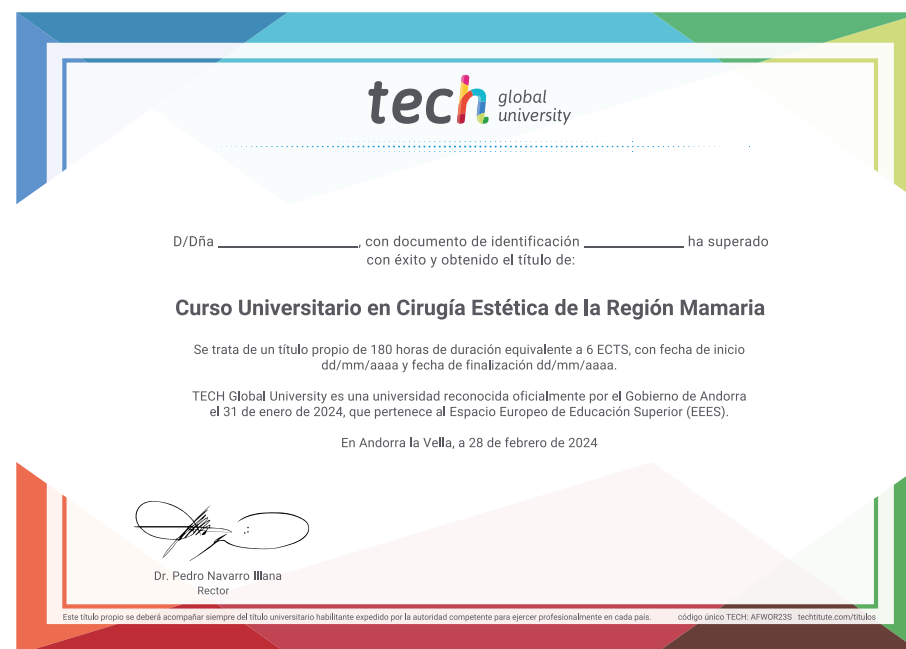 tech global
university
D/Dña ______________, con documento de identificación __________ ha superado
con éxito y obtenido el título de:
Curso Universitario en Cirugía Estética de la Región Mamaria
Se trata de un título propio de 180 horas de duración equivalente a 6 ECTS, con fecha de inicio
dd/mm/aaaa y fecha de finalización dd/mm/aaaa.
TECH Global University es una universidad reconocida oficialmente por el Gobierno de Andorra
el 31 de enero de 2024, que pertenece al Espacio Europeo de Educación Superior (EEES).
En Andorra la Vella, a 28 de febrero de 2024
Dr. Pedro Navarro Illana
Rector
Este título propio se deberá acompañar siempre del título universitario habilitante expedido por la autoridad competente para ejercer profesionalmente en cada país. código único TECH: AFWOR23S techtitute.com/titulos